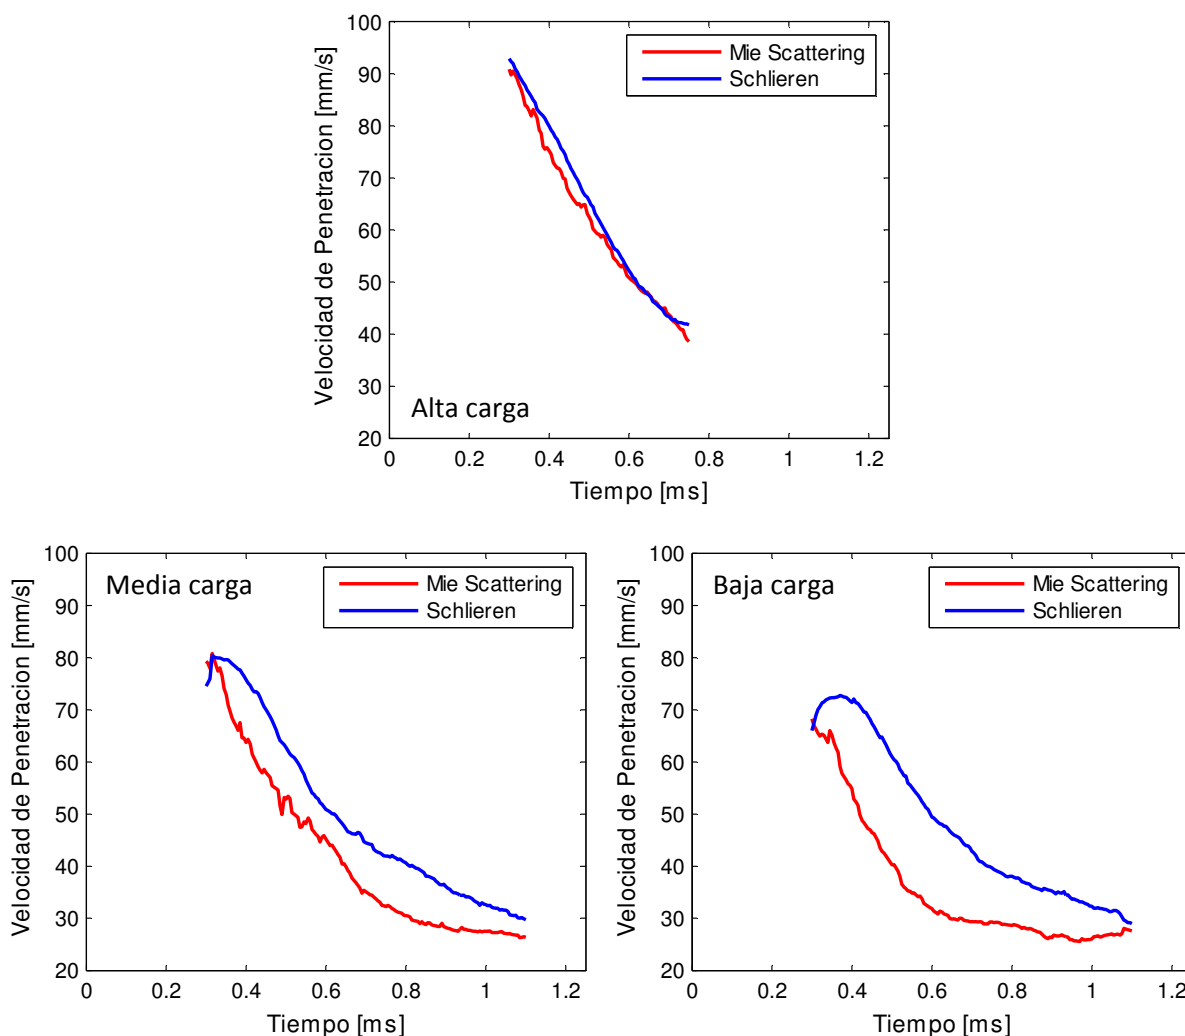 100
90
80
70
60
50
40
30
20
Velocidad de Penetracion [mm/s]
Mie Scattering
Schlieren
Alta carga
0 0.2 0.4 0.6 0.8 1 1.2
Tiempo [ms]
100
90
80
70
60
50
40
30
20
Velocidad de Penetracion [mm/s]
Media carga
Mie Scattering
Schlieren
0 0.2 0.4 0.6 0.8 1 1.2
Tiempo [ms]
100
90
80
70
60
50
40
30
20
Velocidad de Penetracion [mm/s]
Baja carga
Mie Scattering
Schlieren
0 0.2 0.4 0.6 0.8 1 1.2
Tiempo [ms]